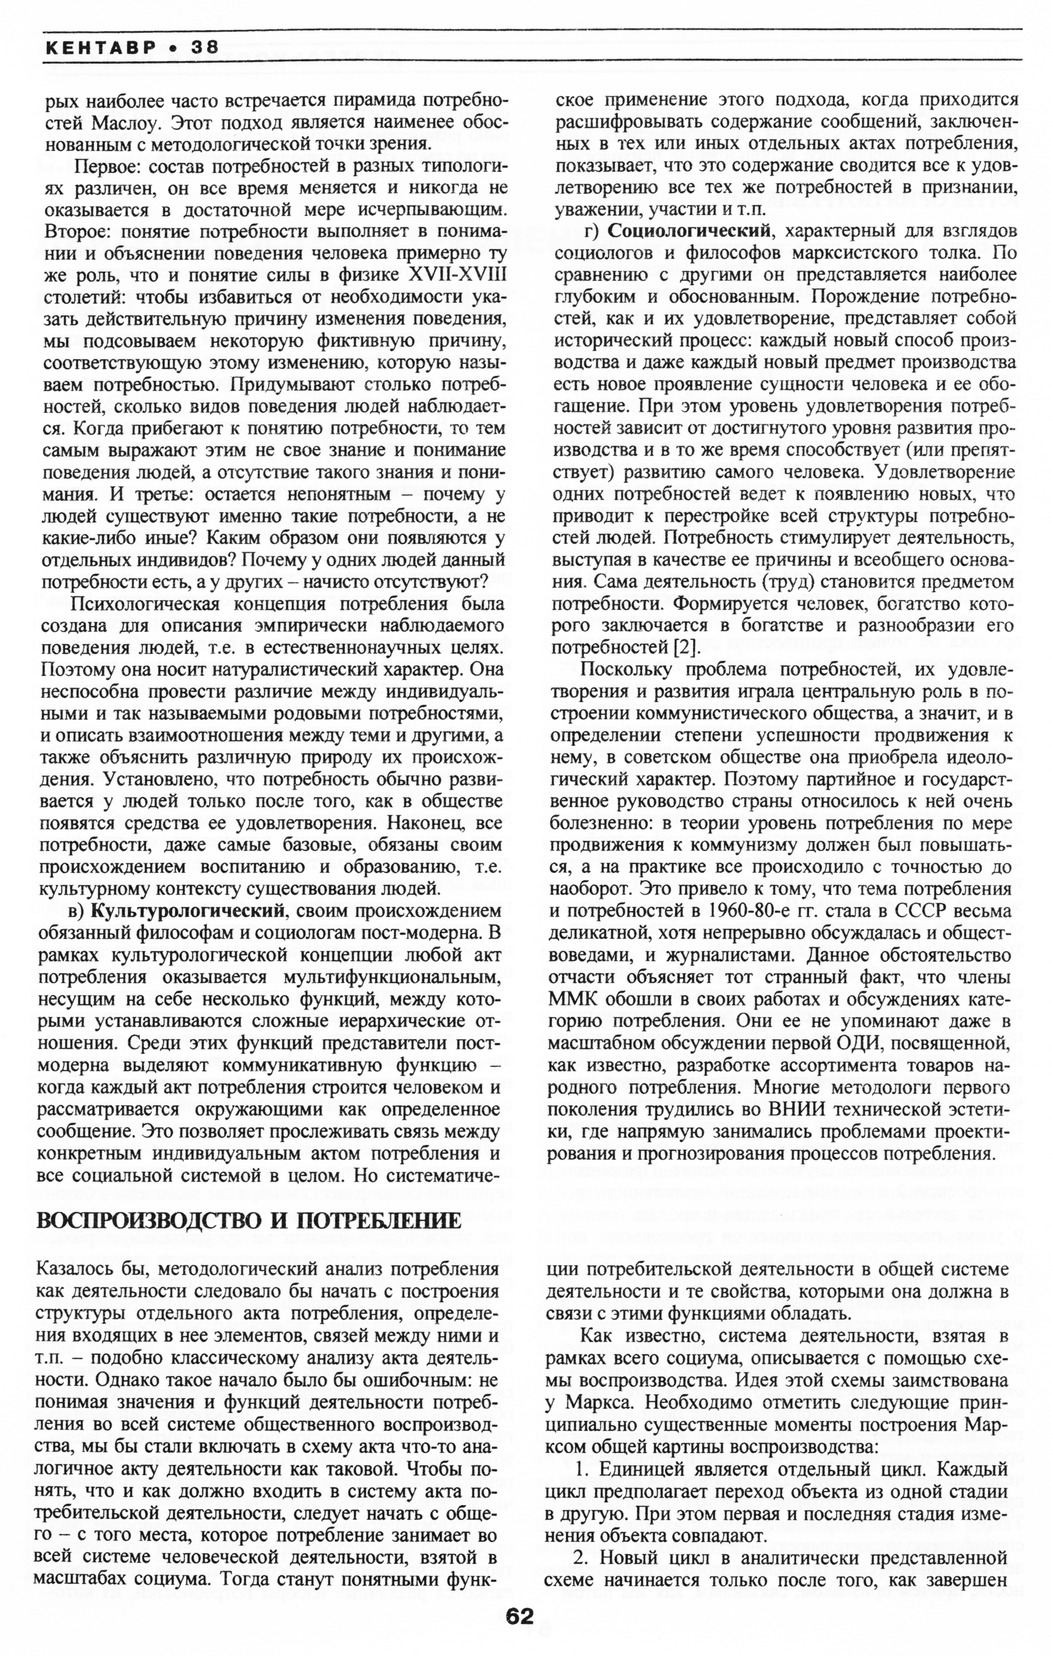 КЕНТАВР • 38
рых наиболее часто встречается пирамида потребно-
стей Маслоу. Этот подход является наименее обос-
нованным с методологической точки зрения.
Первое: состав потребностей в разных типологи-
ях различен, он все время меняется и никогда не
оказывается в достаточной мере исчерпывающим.
Второе: понятие потребности выполняет в понима-
нии и объяснении поведения человека примерно ту
же роль, что и понятие силы в физике XVII-XVIII
столетий: чтобы избавиться от необходимости ука-
зать действительную причину изменения поведения,
мы подсовываем некоторую фиктивную причину,
соответствующую этому изменению, которую назы-
ваем потребностью. Придумывают столько потреб-
ностей, сколько видов поведения людей наблюдает-
ся. Когда прибегают к понятию потребности, то тем
самым выражают этим не свое знание и понимание
поведения людей, а отсутствие такого знания и пони-
мания. И третье: остается непонятным – почему у
людей существуют именно такие потребности, а не
какие-либо иные? Каким образом они появляются у
отдельных индивидов? Почему у одних людей данный
потребности есть, а у других – начисто отсутствуют?
Психологическая концепция потребления была
создана для описания эмпирически наблюдаемого
поведения людей, т.е. в естественнонаучных целях.
Поэтому она носит натуралистический характер. Она
неспособна провести различие между индивидуаль-
ными и так называемыми родовыми потребностями,
и описать взаимоотношения между теми и другими, а
также объяснить различную природу их происхож-
дения. Установлено, что потребность обычно разви-
вается у людей только после того, как в обществе
появятся средства ее удовлетворения. Наконец, все
потребности, даже самые базовые, обязаны своим
происхождением воспитанию и образованию, т.е.
культурному контексту существования людей.
в) Культурологический, своим происхождением
обязанный философам и социологам пост-модерна. В
рамках культурологической концепции любой акт
потребления оказывается мультифункциональным,
несущим на себе несколько функций, между кото-
рыми устанавливаются сложные иерархические от-
ношения. Среди этих функций представители пост-
модерна выделяют коммуникативную функцию –
когда каждый акт потребления строится человеком и
рассматривается окружающими как определенное
сообщение. Это позволяет прослеживать связь между
конкретным индивидуальным актом потребления и
все социальной системой в целом. Но систематиче-
ское применение этого подхода, когда приходится
расшифровывать содержание сообщений, заключен-
ных в тех или иных отдельных актах потребления,
показывает, что это содержание сводится все к удов-
летворению все тех же потребностей в признании,
уважении, участии и т.п.
г) Социологический, характерный для взглядов
социологов и философов марксистского толка. По
сравнению с другими он представляется наиболее
глубоким и обоснованным. Порождение потребно-
стей, как и их удовлетворение, представляет собой
исторический процесс: каждый новый способ произ-
водства и даже каждый новый предмет производства
есть новое проявление сущности человека и ее обо-
гащение. При этом уровень удовлетворения потреб-
ностей зависит от достигнутого уровня развития про-
изводства и в то же время способствует (или препят-
ствует) развитию самого человека. Удовлетворение
одних потребностей ведет к появлению новых, что
приводит к перестройке всей структуры потребно-
стей людей. Потребность стимулирует деятельность,
выступая в качестве ее причины и всеобщего основа-
ния. Сама деятельность (труд) становится предметом
потребности. Формируется человек, богатство кото-
рого заключается в богатстве и разнообразии его
потребностей [2].
Поскольку проблема потребностей, их удовле-
творения и развития играла центральную роль в по-
строении коммунистического общества, а значит, и в
определении степени успешности продвижения к
нему, в советском обществе она приобрела идеоло-
гический характер. Поэтому партийное и государст-
венное руководство страны относилось к ней очень
болезненно: в теории уровень потребления по мере
продвижения к коммунизму должен был повышать-
ся, а на практике все происходило с точностью до
наоборот. Это привело к тому, что тема потребления
и потребностей в 1960-80-е гг. стала в СССР весьма
деликатной, хотя непрерывно обсуждалась и общест-
воведами, и журналистами. Данное обстоятельство
отчасти объясняет тот странный факт, что члены
ММК обошли в своих работах и обсуждениях кате-
горию потребления. Они ее не упоминают даже в
масштабном обсуждении первой ОДИ, посвященной,
как известно, разработке ассортимента товаров на-
родного потребления. Многие методологи первого
поколения трудились во ВНИИ технической эстети-
ки, где напрямую занимались проблемами проекти-
рования и прогнозирования процессов потребления.
ВОСПРОИЗВОДСТВО И ПОТРЕБЛЕНИЕ
Казалось бы, методологический анализ потребления
как деятельности следовало бы начать с построения
структуры отдельного акта потребления, определе-
ния входящих в нее элементов, связей между ними и
т.п. – подобно классическому анализу акта деятель-
ности. Однако такое начало было бы ошибочным: не
понимая значения и функций деятельности потреб-
ления во всей системе общественного воспроизвод-
ства, мы бы стали включать в схему акта что-то ана-
логичное акту деятельности как таковой. Чтобы по-
нять, что и как должно входить в систему акта по-
требительской деятельности, следует начать с обще-
го – с того места, которое потребление занимает во
всей системе человеческой деятельности, взятой в
масштабах социума. Тогда станут понятными функ-
ции потребительской деятельности в общей системе
деятельности и те свойства, которыми она должна в
связи с этими функциями обладать.
Как известно, система деятельности, взятая в
рамках всего социума, описывается с помощью схе-
мы воспроизводства. Идея этой схемы заимствована
у Маркса. Необходимо отметить следующие прин-
ципиально существенные моменты построения Мар-
ксом общей картины воспроизводства:
1. Единицей является отдельный цикл. Каждый
цикл предполагает переход объекта из одной стадии
в другую. При этом первая и последняя стадия изме-
нения объекта совпадают.
2. Новый цикл в аналитически представленной
схеме начинается только после того, как завершен
62